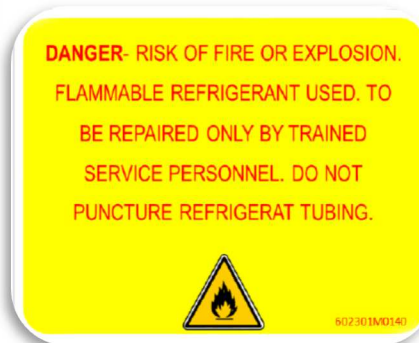 DANGER- RISK OF FIRE OR EXPLOSION.
FLAMMABLE REFRIGERANT USED. TO
BE REPAIRED ONLY BY TRAINED
SERVICE PERSONNEL. DO NOT
PUNCTURE REFRIGERAT TUBING.
602301M0140